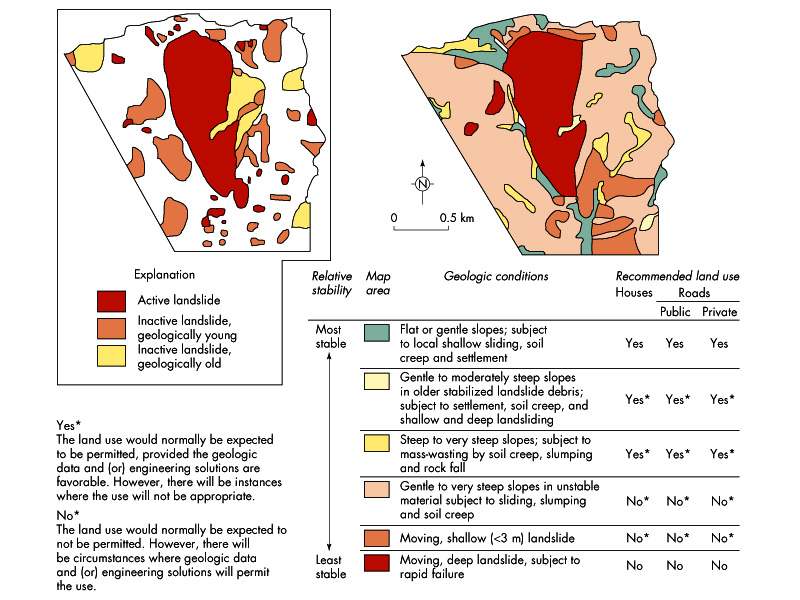 N
0 0.5 km
Explanation
Active landslide
Inactive landslide,
geologically young
Inactive landslide,
geologically old
Relative
stability
Map
area
Geologic conditions
Recommended land use
Houses
Roads
Public
Private
Most
stable
Flat or gentle slopes; subject
to local shallow sliding, soil
creep and settlement
Yes Yes Yes
Gentle to moderately steep slopes
in older stabilized landslide debris;
subject to settlement, soil creep, and
shallow and deep landsliding
Yes* Yes* Yes*
Steep to very steep slopes; subject to
mass-wasting by soil creep, slumping
and rock fall
Yes* Yes* Yes*
Gentle to very steep slopes in unstable
material subject to sliding, slumping
and soil creep
No* No* No*
Moving, shallow (<3 m) landslide
No* No* No*
Least
stable
Moving, deep landslide, subject to
rapid failure
No No No
Yes*
The land use would normally be expected
to be permitted, provided the geologic
data and (or) engineering solutions are
favorable. However, there will be instances
where the use will not be appropriate.
No*
The land use would normally be expected to
not be permitted. However, there will
be circumstances where geologic data
and (or) engineering solutions will permit
the use.